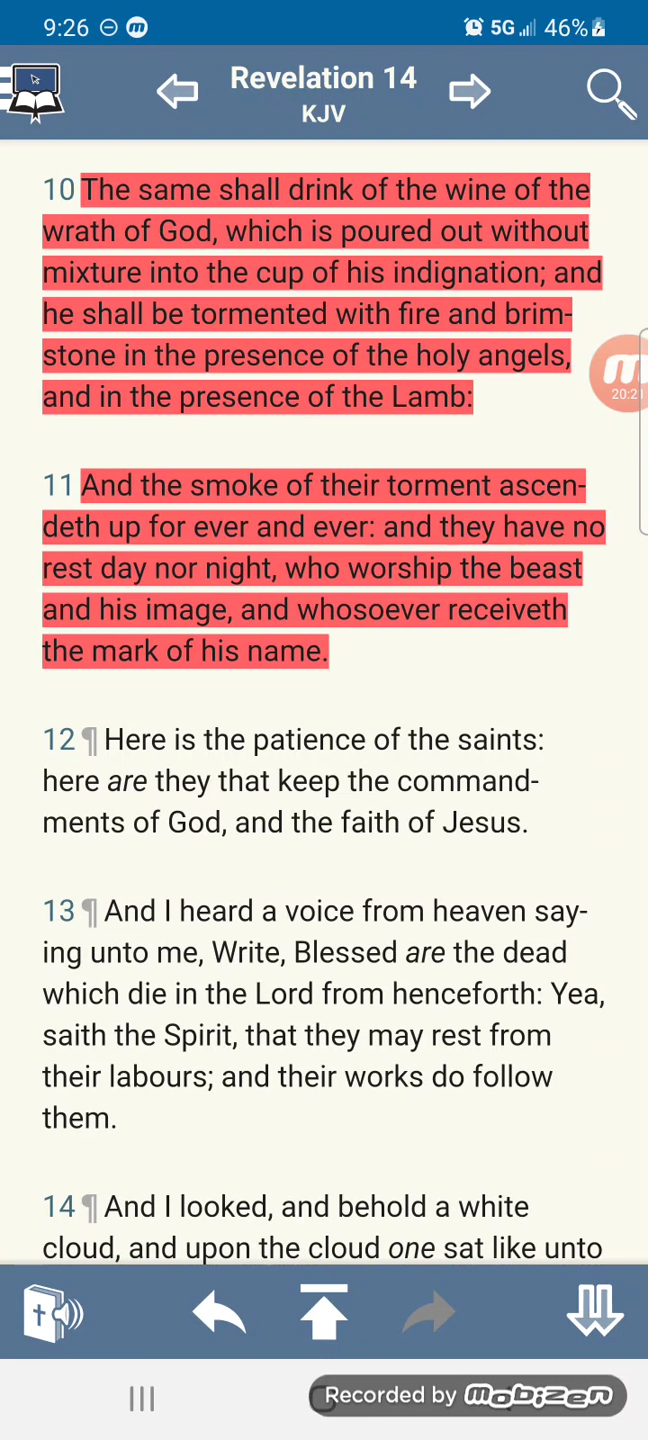 9:26
5G 46%
Revelation 14
KJV
10 The same shall drink of the wine of the
wrath of God, which is poured out without
mixture into the cup of his indignation; and
he shall be tormented with fire and brim-
stone in the presence of the holy angels,
and in the presence of the Lamb:
11 And the smoke of their torment ascen-
deth up for ever and ever: and they have no
rest day nor night, who worship the beast
and his image, and whosoever receiveth
the mark of his name.
12 ¶ Here is the patience of the saints:
here are they that keep the command-
ments of God, and the faith of Jesus.
13 ¶ And I heard a voice from heaven say-
ing unto me, Write, Blessed are the dead
which die in the Lord from henceforth: Yea,
saith the Spirit, that they may rest from
their labours; and their works do follow
them.
14 ¶ And I looked, and behold a white
cloud, and upon the cloud one sat like unto
Recorded by mobizen